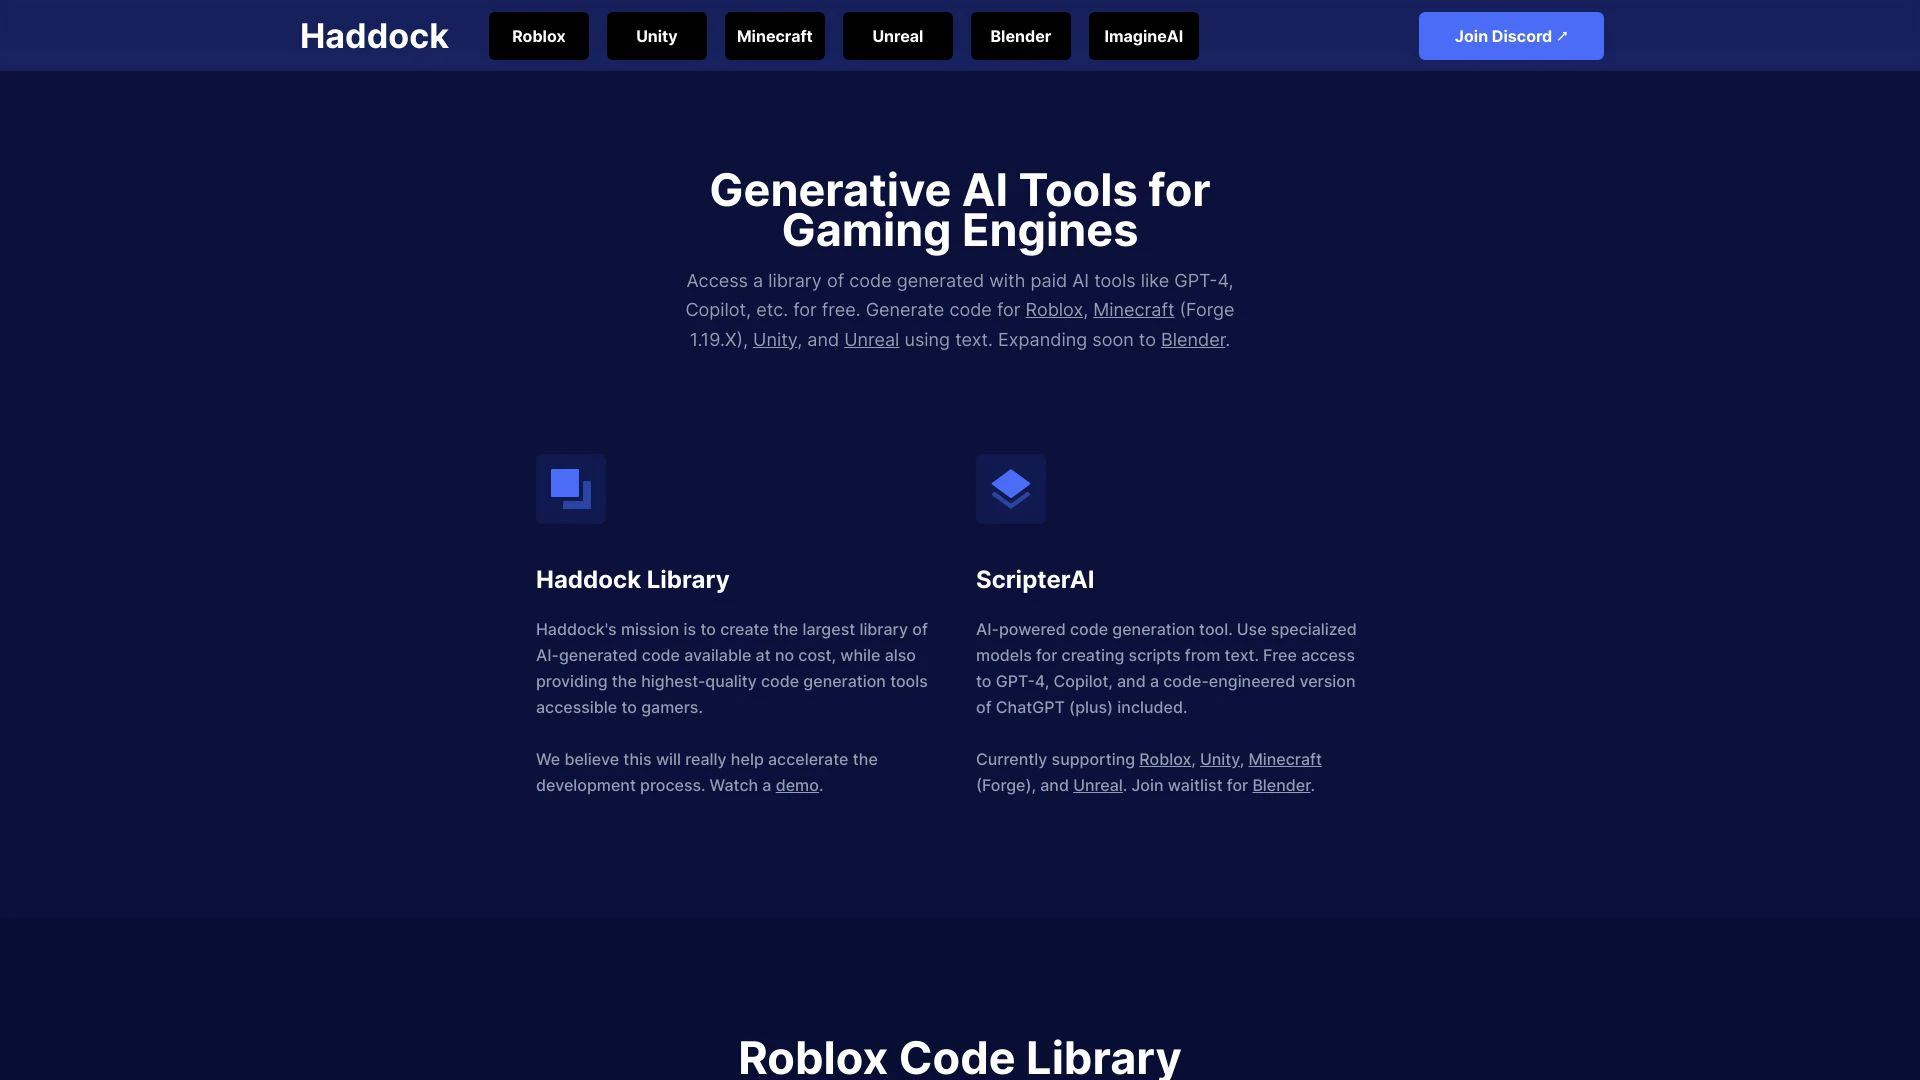 Haddock
Roblox
Unity
Minecraft
Unreal
Blender
ImagineAI
Join Discord ↗
Generative AI Tools for
Gaming Engines
Access a library of code generated with paid AI tools like GPT-4,
Copilot, etc. for free. Generate code for Roblox, Minecraft (Forge
1.19.X), Unity, and Unreal using text. Expanding soon to Blender.
Haddock Library
Haddock's mission is to create the largest library of
AI-generated code available at no cost, while also
providing the highest-quality code generation tools
accessible to gamers.
We believe this will really help accelerate the
development process. Watch a demo.
ScripterAI
AI-powered code generation tool. Use specialized
models for creating scripts from text. Free access
to GPT-4, Copilot, and a code-engineered version
of ChatGPT (plus) included.
Currently supporting Roblox, Unity, Minecraft
(Forge), and Unreal. Join waitlist for Blender.
Roblox Code Library